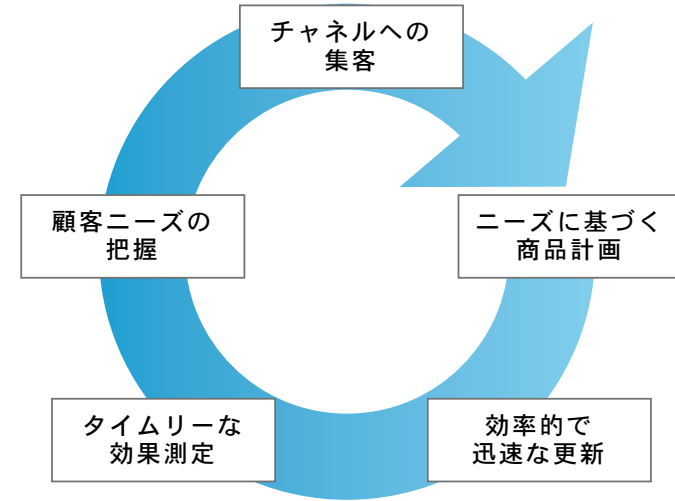 チャネルへの
集客
顧客ニーズの
把握
ニーズに基づく
商品計画
タイムリーな
効果測定
効率的で
迅速な更新